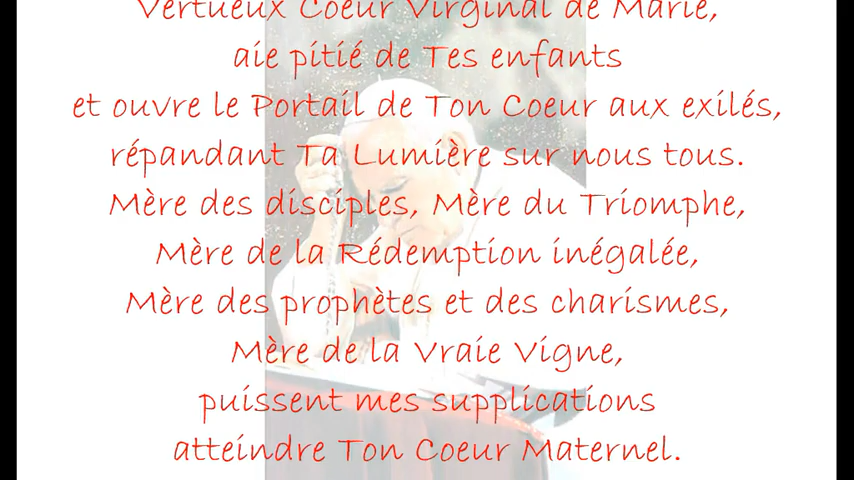 Vertueux Coeur Virginal de Marie,
aie pitié de Tes enfants
et ouvre le Portail de Ton Coeur aux exilés,
répandant Ta Lumière sur nous tous.
Mère des disciples, Mère du Triomphe,
Mère de la Rédemption inégalée,
Mère des prophètes et des charismes,
Mère de la Vraie Vigne,
puissent mes supplications
atteindre Ton Coeur Maternel.